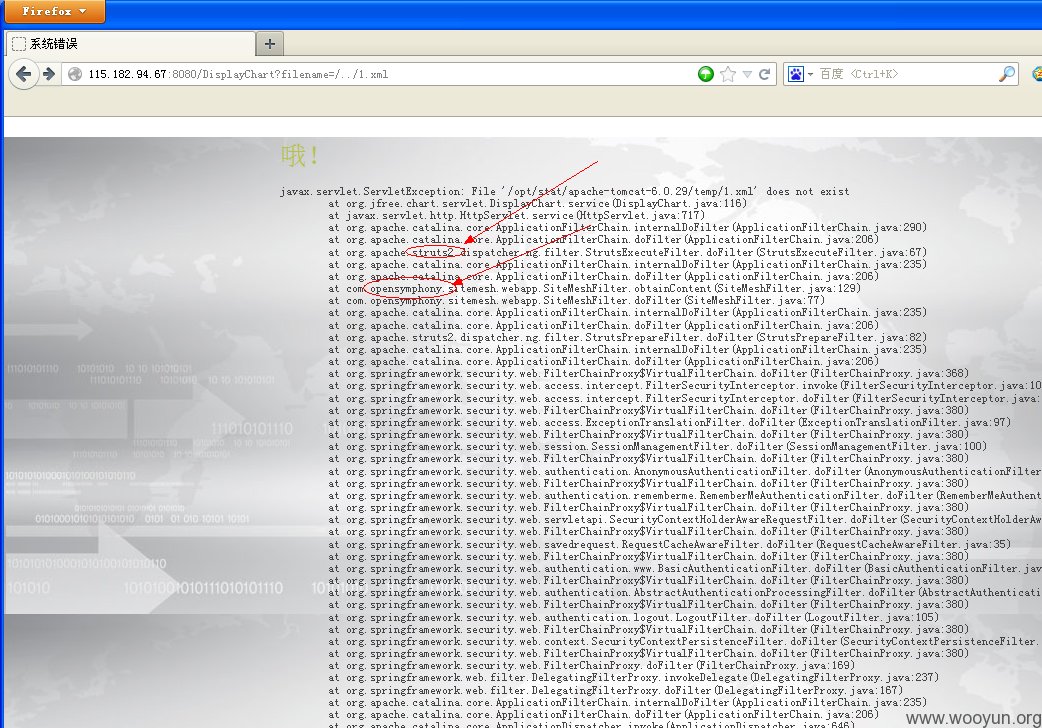 Firefox
系统错误
115.182.94.67:8080/DisplayChart?filename=/../1.xml
百度 <Ctrl+K>
哦!
javax.servlet.ServletException: File '/opt/stat/apache-tomcat-6.0.29/temp/1.xml' does not exist
at org.jfree.chart.servlet.DisplayChart.service(DisplayChart.java:116)
at javax.servlet.http.HttpServlet.service(HttpServlet.java:717)
at org.apache.catalina.core.ApplicationFilterChain.internalDoFilter(ApplicationFilterChain.java:290)
at org.apache.catalina.core.ApplicationFilterChain.doFilter(ApplicationFilterChain.java:206)
at org.apache.struts2.dispatcher.ng.filter.StrutsExecuteFilter.doFilter(StrutsExecuteFilter.java:67)
at org.apache.catalina.core.ApplicationFilterChain.internalDoFilter(ApplicationFilterChain.java:235)
at org.apache.catalina.core.ApplicationFilterChain.doFilter(ApplicationFilterChain.java:206)
at com.opensymphony.sitemesh.webapp.SiteMeshFilter.obtainContent(SiteMeshFilter.java:129)
at com.opensymphony.sitemesh.webapp.SiteMeshFilter.doFilter(SiteMeshFilter.java:77)
at org.apache.catalina.core.ApplicationFilterChain.internalDoFilter(ApplicationFilterChain.java:235)
at org.apache.catalina.core.ApplicationFilterChain.doFilter(ApplicationFilterChain.java:206)
at org.apache.struts2.dispatcher.ng.filter.StrutsPrepareFilter.doFilter(StrutsPrepareFilter.java:82)
at org.apache.catalina.core.ApplicationFilterChain.internalDoFilter(ApplicationFilterChain.java:235)
at org.apache.catalina.core.ApplicationFilterChain.doFilter(ApplicationFilterChain.java:206)
at org.springframework.security.web.FilterChainProxy$VirtualFilterChain.doFilter(FilterChainProxy.java:368)
at org.springframework.security.web.access.intercept.FilterSecurityInterceptor.invoke(FilterSecurityInterceptor.java:10
at org.springframework.security.web.access.intercept.FilterSecurityInterceptor.doFilter(FilterSecurityInterceptor.java:
at org.springframework.security.web.FilterChainProxy$VirtualFilterChain.doFilter(FilterChainProxy.java:380)
at org.springframework.security.web.access.ExceptionTranslationFilter.doFilter(ExceptionTranslationFilter.java:97)
at org.springframework.security.web.FilterChainProxy$VirtualFilterChain.doFilter(FilterChainProxy.java:380)
at org.springframework.security.web.session.SessionManagementFilter.doFilter(SessionManagementFilter.java:100)
at org.springframework.security.web.FilterChainProxy$VirtualFilterChain.doFilter(FilterChainProxy.java:380)
at org.springframework.security.web.authentication.AnonymousAuthenticationFilter.doFilter(AnonymousAuthenticationFilter
at org.springframework.security.web.FilterChainProxy$VirtualFilterChain.doFilter(FilterChainProxy.java:380)
at org.springframework.security.web.authentication.rememberme.RememberMeAuthenticationFilter.doFilter(RememberMeAuthent
at org.springframework.security.web.FilterChainProxy$VirtualFilterChain.doFilter(FilterChainProxy.java:380)
at org.springframework.security.web.servletapi.SecurityContextHolderAwareRequestFilter.doFilter(SecurityContextHolderAw
at org.springframework.security.web.FilterChainProxy$VirtualFilterChain.doFilter(FilterChainProxy.java:380)
at org.springframework.security.web.savedrequest.RequestCacheAwareFilter.doFilter(RequestCacheAwareFilter.java:35)
at org.springframework.security.web.FilterChainProxy$VirtualFilterChain.doFilter(FilterChainProxy.java:380)
at org.springframework.security.web.authentication.www.BasicAuthenticationFilter.doFilter(BasicAuthenticationFilter.jav
at org.springframework.security.web.FilterChainProxy$VirtualFilterChain.doFilter(FilterChainProxy.java:380)
at org.springframework.security.web.authentication.AbstractAuthenticationProcessingFilter.doFilter(AbstractAuthenticati
at org.springframework.security.web.FilterChainProxy$VirtualFilterChain.doFilter(FilterChainProxy.java:380)
at org.springframework.security.web.authentication.logout.LogoutFilter.doFilter(LogoutFilter.java:105)
at org.springframework.security.web.FilterChainProxy$VirtualFilterChain.doFilter(FilterChainProxy.java:380)
at org.springframework.security.web.context.SecurityContextPersistenceFilter.doFilter(SecurityContextPersistenceFilter.
at org.springframework.security.web.FilterChainProxy$VirtualFilterChain.doFilter(FilterChainProxy.java:380)
at org.springframework.security.web.FilterChainProxy.doFilter(FilterChainProxy.java:169)
at org.springframework.web.filter.DelegatingFilterProxy.invokeDelegate(DelegatingFilterProxy.java:237)
at org.springframework.web.filter.DelegatingFilterProxy.doFilter(DelegatingFilterProxy.java:167)
at org.apache.catalina.core.ApplicationFilterChain.internalDoFilter(ApplicationFilterChain.java:235)
at org.apache.catalina.core.ApplicationFilterChain.doFilter(ApplicationFilterChain.java:206)
at org.apache.catalina.core.ApplicationDispatcher.invoke(ApplicationDispatcher.java:646)
www.wooyun.org